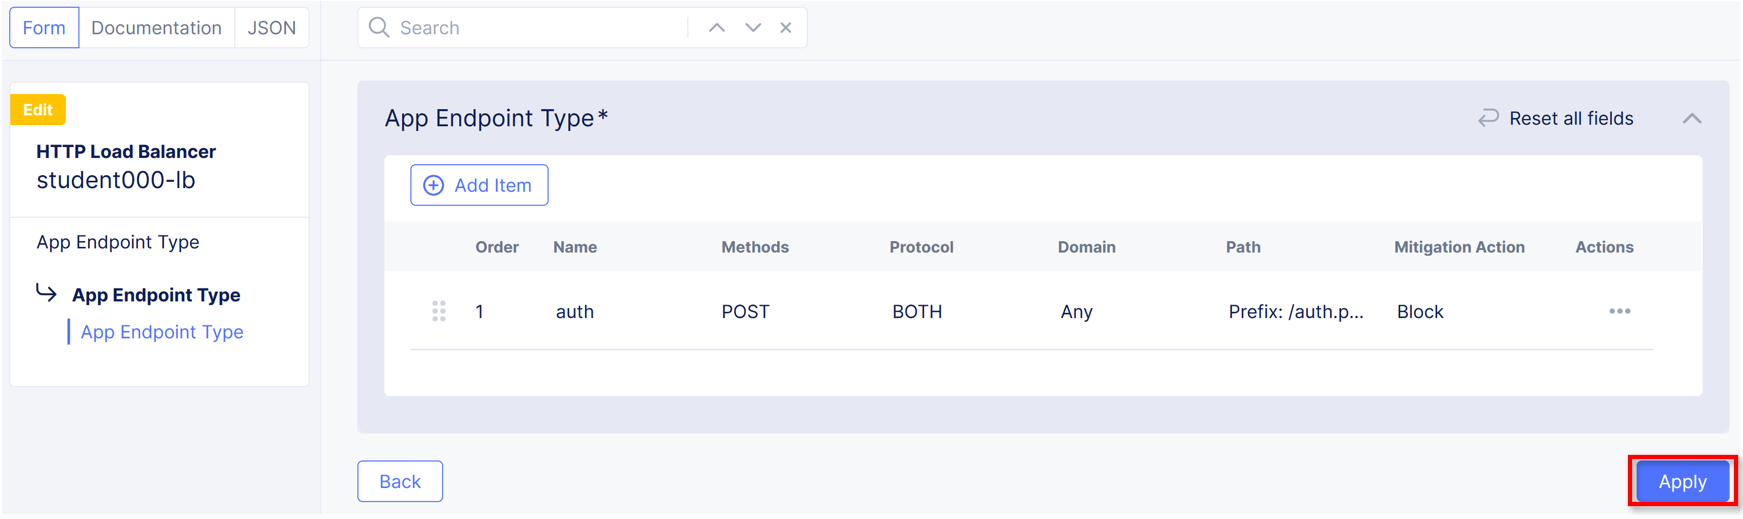 Form Documentation JSON
Search
Edit
HTTP Load Balancer
student000-lb
App Endpoint Type
App Endpoint Type
App Endpoint Type
App Endpoint Type*
Reset all fields
Add Item
Order Name Methods Protocol Domain Path Mitigation Action Actions
1 auth POST BOTH Any Prefix: /auth.p... Block
Back
Apply